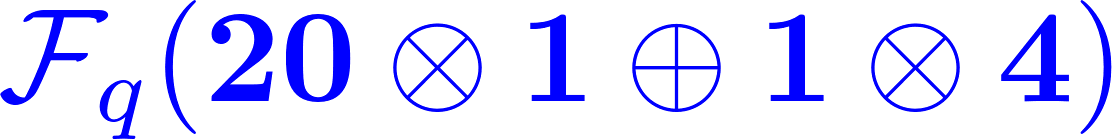 ℱ_q(20 ⊗ 1 ⊕ 1 ⊗ 4)